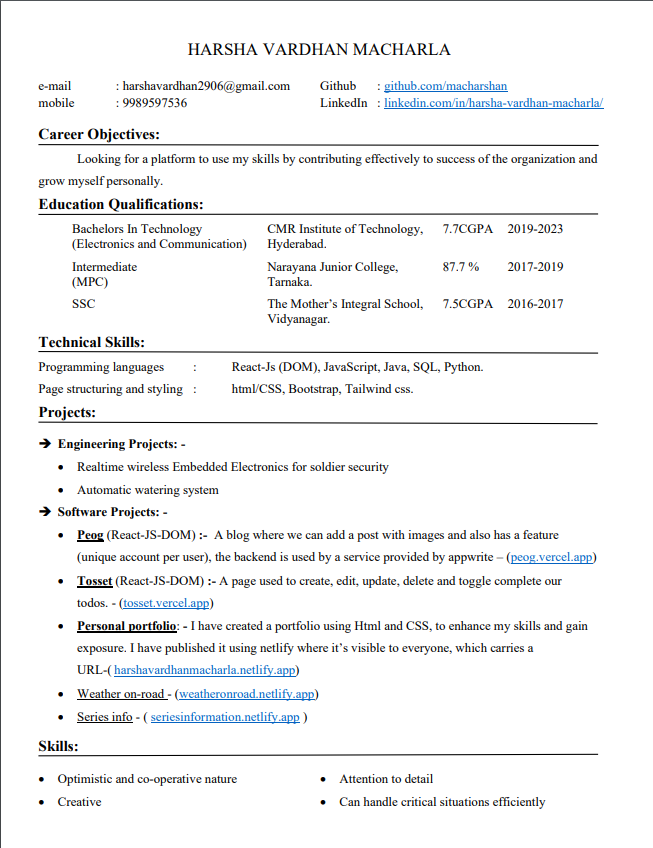 HARSHA VARDHAN MACHARLA
e-mail : harshavardhan2906@gmail.com Github : github.com/macharshan
mobile : 9989597536 LinkedIn : linkedin.com/in/harsha-vardhan-macharla/
Career Objectives:
Looking for a platform to use my skills by contributing effectively to success of the organization and
grow myself personally.
Education Qualifications:
Bachelors In Technology CMR Institute of Technology, 7.7CGPA 2019-2023
(Electronics and Communication) Hyderabad.
Intermediate Narayana Junior College, 87.7 % 2017-2019
(MPC) Tarnaka.
SSC The Mother’s Integral School, 7.5CGPA 2016-2017
Vidyanagar.
Technical Skills:
Programming languages : React-Js (DOM), JavaScript, Java, SQL, Python.
Page structuring and styling : html/CSS, Bootstrap, Tailwind css.
Projects:
➔ Engineering Projects: -
• Realtime wireless Embedded Electronics for soldier security
• Automatic watering system
➔ Software Projects: -
• Peog (React-JS-DOM) :- A blog where we can add a post with images and also has a feature
(unique account per user), the backend is used by a service provided by appwrite – (peog.vercel.app)
• Tosset (React-JS-DOM) :- A page used to create, edit, update, delete and toggle complete our
todos. - (tosset.vercel.app)
• Personal portfolio: - I have created a portfolio using Html and CSS, to enhance my skills and gain
exposure. I have published it using netlify where it’s visible to everyone, which carries a
URL-( harshavardhanmacharla.netlify.app)
• Weather on-road - (weatheronroad.netlify.app)
• Series info - ( seriesinformation.netlify.app )
Skills:
• Optimistic and co-operative nature • Attention to detail
• Creative • Can handle critical situations efficiently